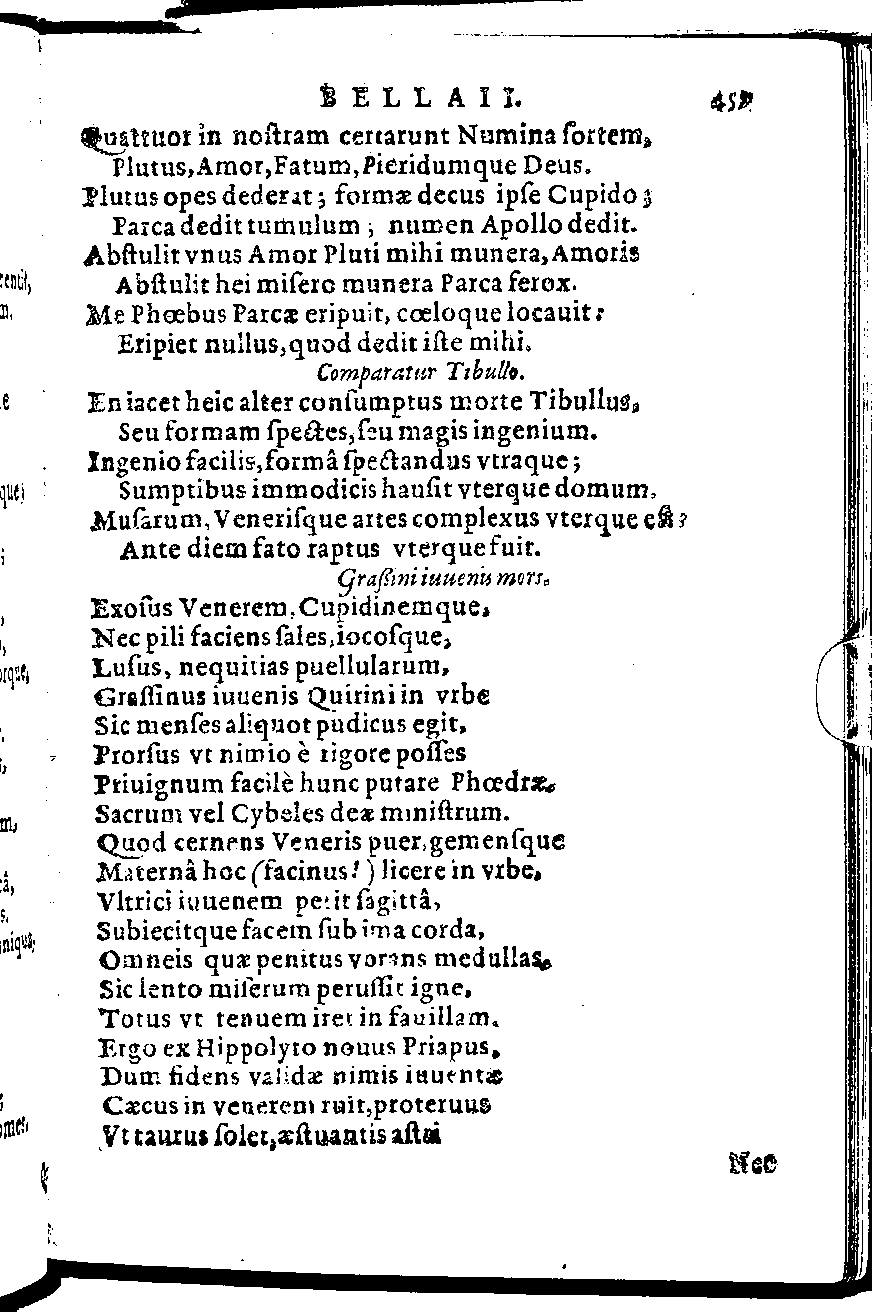 BELLAII.
Quattuor in noſtram certarunt Numina ſortem,
Plutus, Amor, Fatum, Pieridumque Deus.
Plutus opes dederat; formæ decus ipſe Cupido;
Parca dedit tumulum; numen Apollo dedit.
Abſtulit vnus Amor Pluti mihi munera, Amoris
Abſtulit hei miſero munera Parca ferox.
Me Phœbus Parcæ eripuit, cœloque locauit:
Eripiet nullus, quod dedit iſte mihi.
Comparatur Tibullo.
En iacet heic alter conſumptus morte Tibullus,
Seu formam ſpectes, ſeu magis ingenium.
Ingenio facilis, formâ ſpectandus vtraque;
Sumptibus immodicis hauſit vterque domum,
Muſarum, Veneriſque artes complexus vterque eſt;
Ante diem fato raptus vterque fuit.
Graſſini iuuenis mors.
Exoſus Venerem, Cupidinemque,
Nec pili faciens ſales, iocoſque,
Luſus, nequitias puellularum,
Graſſinus iuuenis Quirini in vrbe
Sic menſes aliquot pudicus egit,
Prorſus vt nimio è rigore poſſes
Priuignum facilè hunc putare Phœdræ,
Sacrum vel Cybeles deæ miniſtrum.
Quod cernens Veneris puer, gemenſque
Maternâ hoc (facinus!) licere in vrbe,
Vltrici iuuenem petit ſagittâ,
Subiecitque facem ſub ima corda,
Omneis quæ penitus vorans medullas,
Sic lento miſerum peruſſit igne,
Totus vt tenuem iret in fauillam.
Ergo ex Hippolyto nouus Priapus,
Dum fidens validæ nimis iuuentæ
Cæcus in venerem ruit, proteruus
Vt taurus ſolet, æſtuantis aſtri
Nec